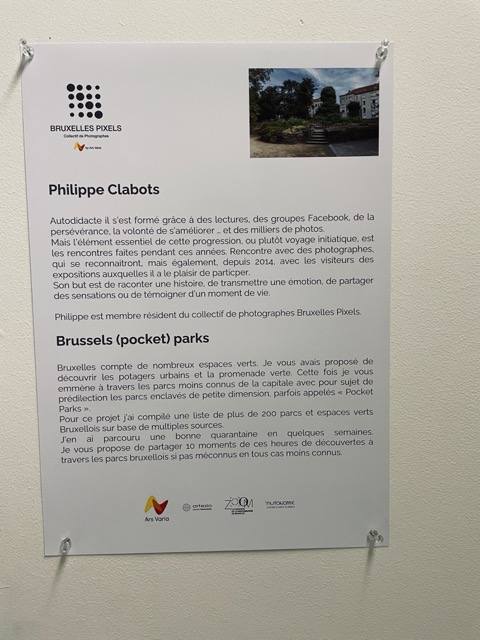 BRUXELLES PIXELS
Collectif de Photographes
by Ars Varia
Philippe Clabots
Autodidacte il s'est formé grâce à des lectures, des groupes Facebook, de la
persévérance, la volonté de s'améliorer ... et des milliers de photos.
Mais l'élément essentiel de cette progression, ou plutôt voyage initiatique, est
les rencontres faites pendant ces années. Rencontre avec des photographes,
qui se reconnaitront, mais également, depuis 2014, avec les visiteurs des
expositions auxquelles il a le plaisir de particper.
Son but est de raconter une histoire, de transmettre une émotion, de partager
des sensations ou de témoigner d'un moment de vie.
Philippe est membre résident du collectif de photographes Bruxelles Pixels.
Brussels (pocket) parks
Bruxelles compte de nombreux espaces verts. Je vous avais proposé de
découvrir les potagers urbains et la promenade verte. Cette fois je vous
emmène à travers les parcs moins connus de la capitale avec pour sujet de
prédilection les parcs enclavés de petite dimension, parfois appelés « Pocket
Parks ».
Pour ce projet j'ai compilé une liste de plus de 200 parcs et espaces verts
Bruxellois sur base de multiples sources.
J'en ai parcouru une bonne quarantaine en quelques semaines.
Je vous propose de partager 10 moments de ces heures de découvertes à
travers les parcs bruxellois si pas méconnus en tous cas moins connus.
Ars Varia
artexio
ZOOM